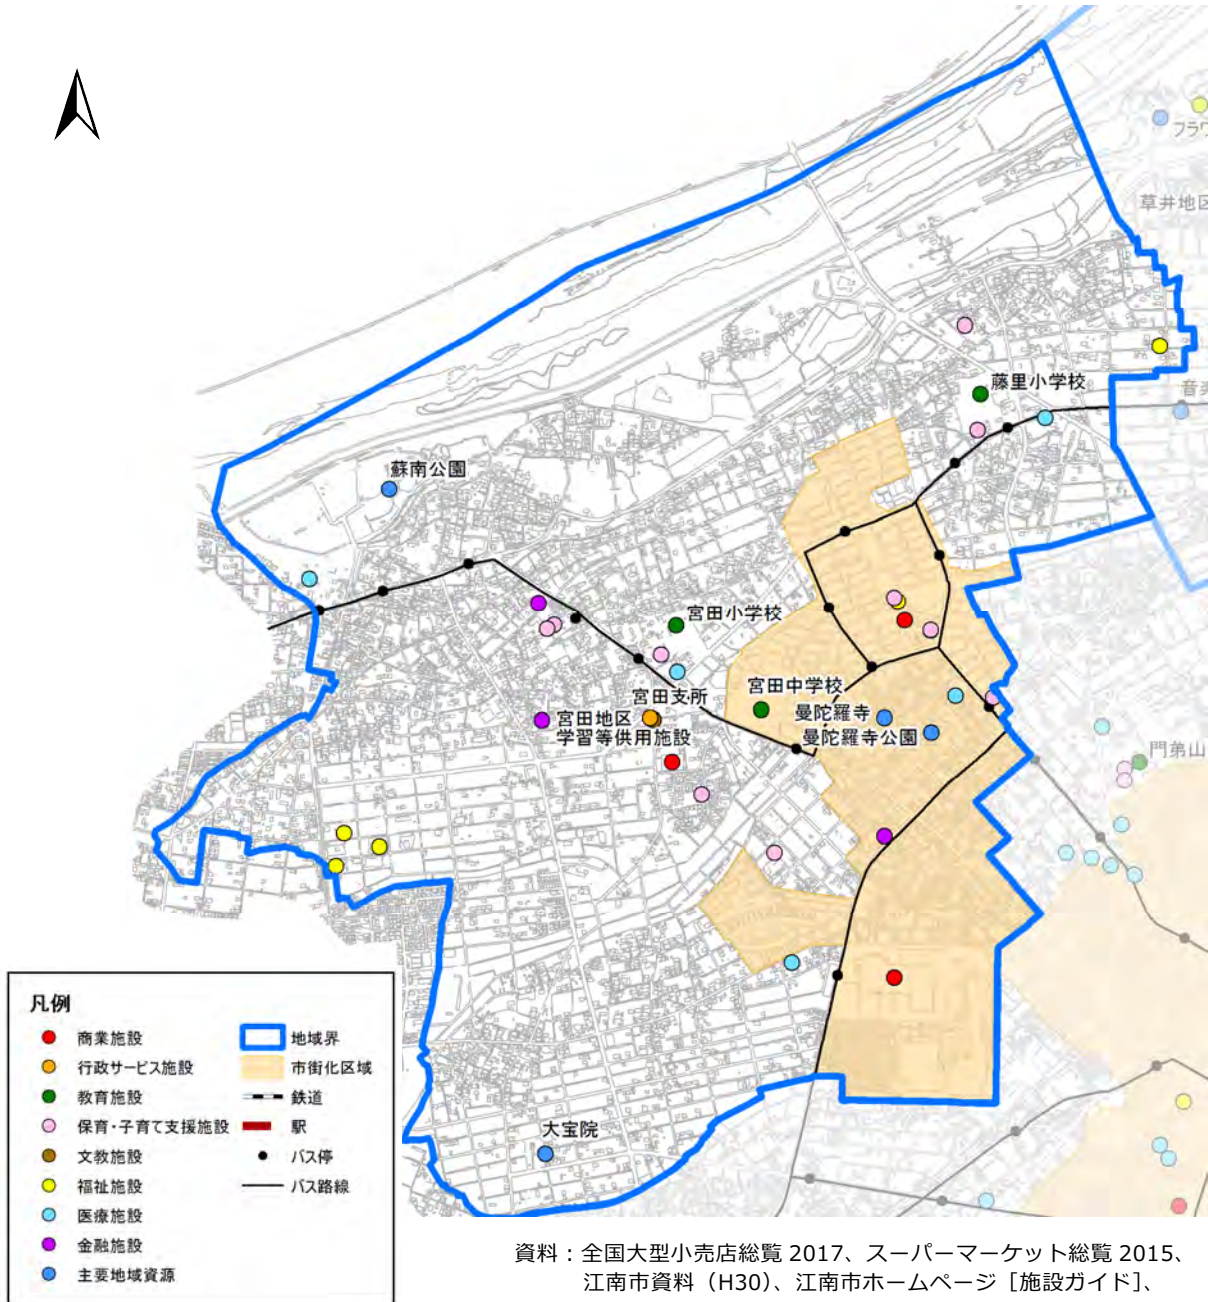 フラワ
草井地区
藤里小学校
音楽
蘇南公園
宮田小学校
宮田支所
宮田中学校
宮田地区
学習等供用施設
曼陀羅寺
曼陀羅寺公園
門弟山
大宝院
凡例
商業施設
行政サービス施設
教育施設
保育・子育て支援施設
文教施設
福祉施設
医療施設
金融施設
主要地域資源
地域界
市街化区域
鉄道
駅
バス停
バス路線
資料：全国大型小売店総覧 2017、スーパーマーケット総覧 2015、
江南市資料（H30）、江南市ホームページ［施設ガイド］、